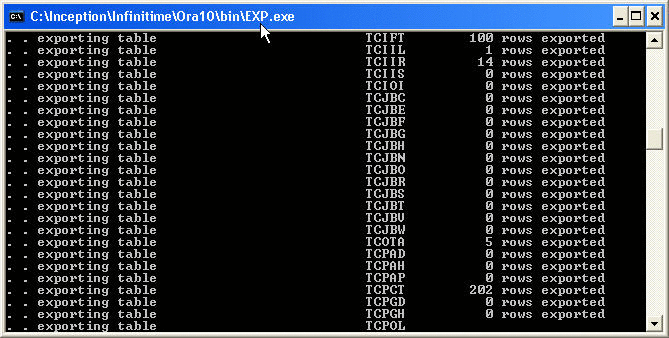 C:\Inception\Infinitime\Ora10\bin\EXP.exe
. . exporting table TCIFT 100 rows exported
. . exporting table TCIIL 1 rows exported
. . exporting table TCIIR 14 rows exported
. . exporting table TCIIS 0 rows exported
. . exporting table TCIOI 0 rows exported
. . exporting table TCJBC 0 rows exported
. . exporting table TCJBE 0 rows exported
. . exporting table TCJBF 0 rows exported
. . exporting table TCJBG 0 rows exported
. . exporting table TCJBH 0 rows exported
. . exporting table TCJBN 0 rows exported
. . exporting table TCJBO 0 rows exported
. . exporting table TCJBR 0 rows exported
. . exporting table TCJBS 0 rows exported
. . exporting table TCJBT 0 rows exported
. . exporting table TCJBV 0 rows exported
. . exporting table TCJBW 0 rows exported
. . exporting table TCOTA 5 rows exported
. . exporting table TCPAD 0 rows exported
. . exporting table TCPAH 0 rows exported
. . exporting table TCPAP 0 rows exported
. . exporting table TCPCT 202 rows exported
. . exporting table TCPGD 0 rows exported
. . exporting table TCPGH 0 rows exported
. . exporting table TCPOL